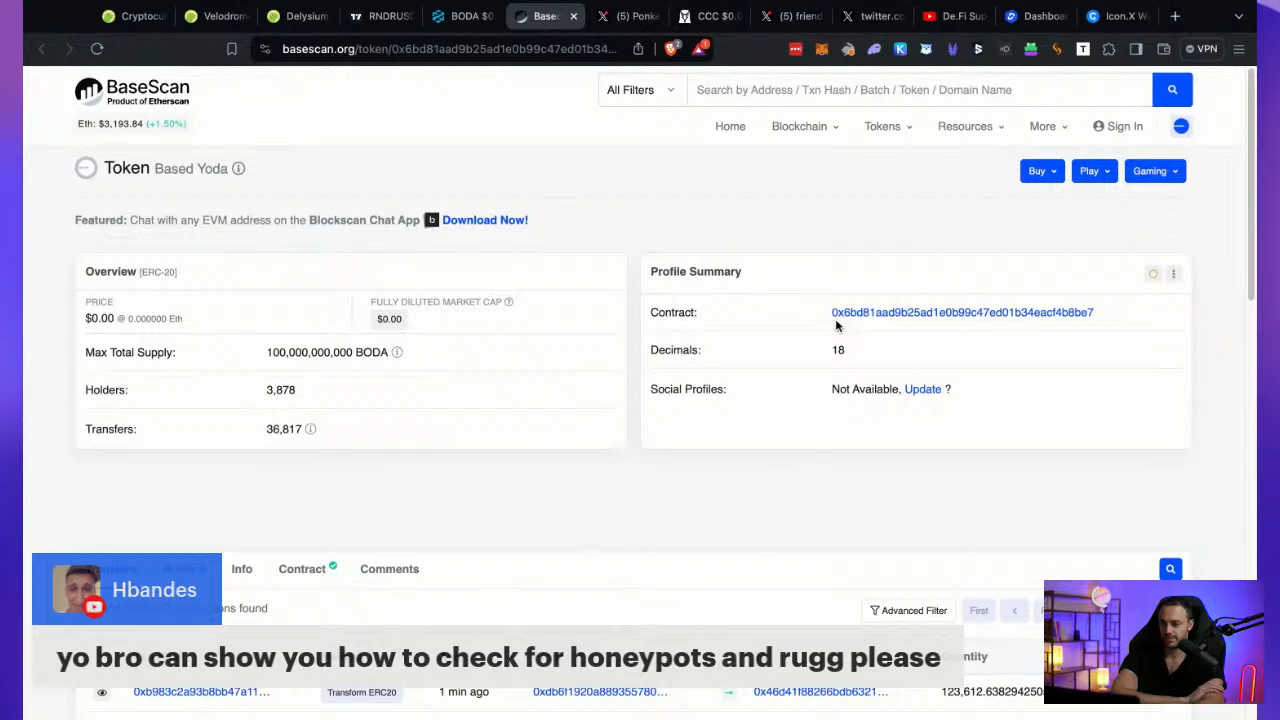 Cryptocu
Velodrom
Delysium
RNDRUSD
BODA $0.
Base
(5) Ponke
CCC $0.0
(5) friend
twitter.co
De.Fi Sup
Dashboa
Icon.X Wa
basescan.org/token/0x6bd81aad9b25ad1e0b99c47ed01b34...
2
1
VPN
BaseScan
Product of Etherscan
All Filters
Search by Address / Txn Hash / Batch / Token / Domain Name
Eth: $3,193.84 (+1.50%)
Home
Blockchain
Tokens
Resources
More
Sign In
Token Based Yoda
Buy
Play
Gaming
Featured: Chat with any EVM address on the Blockscan Chat App Download Now!
Overview [ERC-20]
PRICE
$0.00 @ 0.000000 Eth
FULLY DILUTED MARKET CAP
$0.00
Max Total Supply:
100,000,000,000 BODA
Holders:
3,878
Transfers:
36,817
Profile Summary
Contract:
0x6bd81aad9b25ad1e0b99c47ed01b34eacf4b8be7
Decimals:
18
Social Profiles:
Not Available, Update ?
Info
Contract
Comments
Hbandes
found
Advanced Filter
First
yo bro can show you how to check for honeypots and rugg please
0xb983c2a93b8bb47a11...
Transform ERC20
1 min ago
0xdb6f1920a889355780...
0x46d41f88266bdb6321...
123,612.638294250